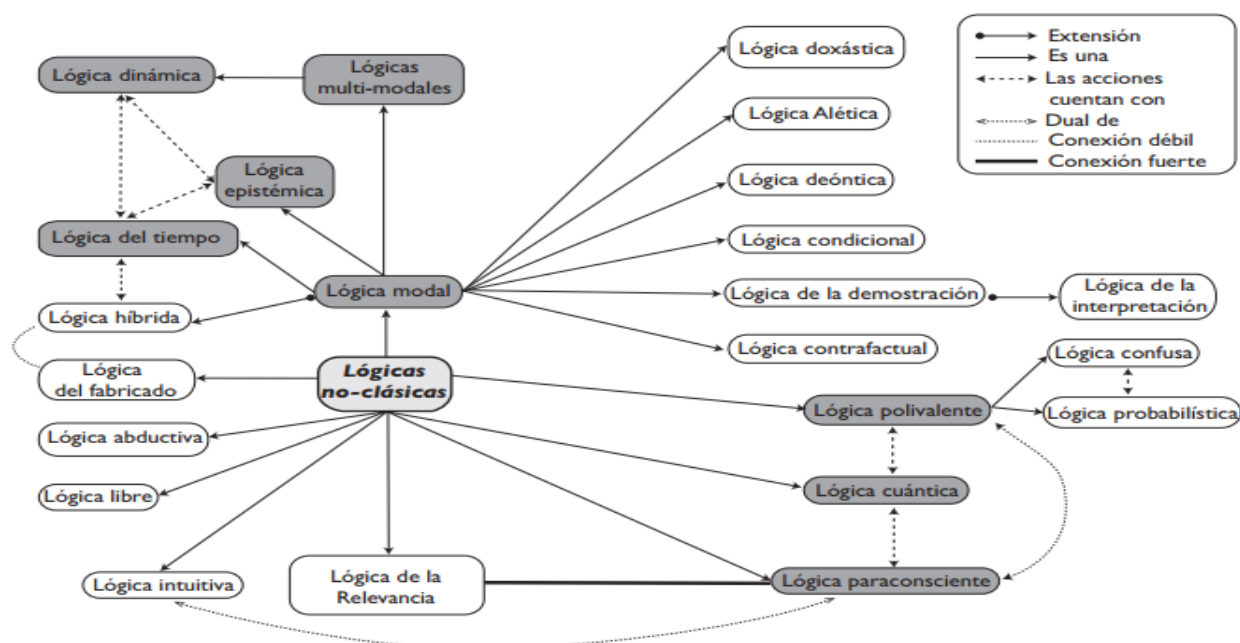 Lógica dinámica
Lógicas
multi-modales
Lógica
epistémica
Lógica del tiempo
Lógica modal
Lógica híbrida
Lógica
del fabricado
Lógicas
no-clásicas
Lógica abductiva
Lógica libre
Lógica intuitiva
Lógica de la
Relevancia
Lógica doxástica
Lógica Alética
Lógica deóntica
Lógica condicional
Lógica de la demostración
Lógica de la
interpretación
Lógica contrafactual
Lógica confusa
Lógica polivalente
Lógica probabilística
Lógica cuántica
Lógica paraconsciente
Extensión
Es una
Las acciones
cuentan con
Dual de
Conexión débil
Conexión fuerte